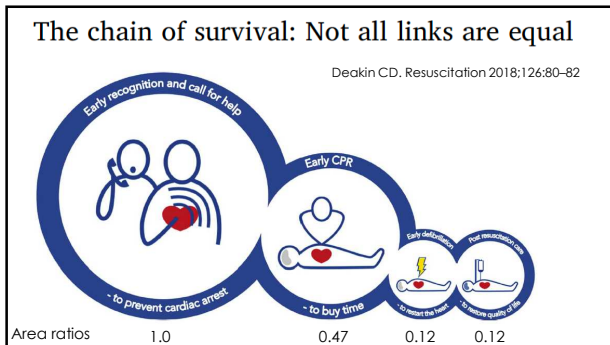 The chain of survival: Not all links are equal
Deakin CD. Resuscitation 2018;126:80–82
Early recognition and call for help
- to prevent cardiac arrest
Early CPR
- to buy time
Early defibrillation
- to restart the heart
Post resuscitation care
- to restore quality of life
Area ratios 1.0 0.47 0.12 0.12